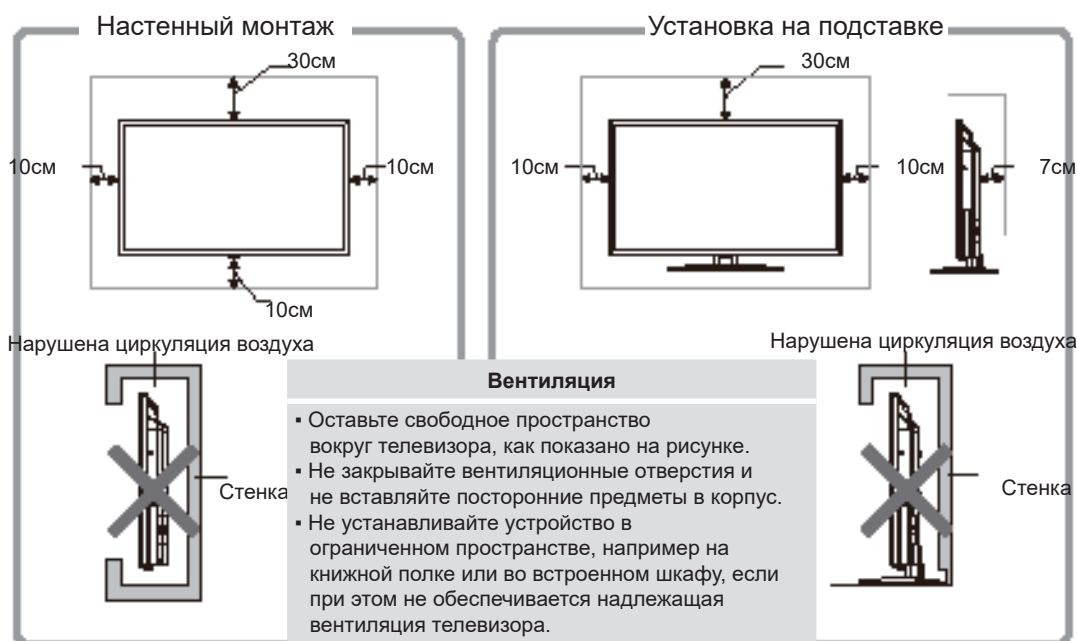 Настенный монтаж
30см
10см
10см
10см
Нарушена циркуляция воздуха
Стенка
Установка на подставке
30см
10см
10см
7см
Нарушена циркуляция воздуха
Стенка
Вентиляция
▪ Оставьте свободное пространство
вокруг телевизора, как показано на рисунке.
▪ Не закрывайте вентиляционные отверстия и
не вставляйте посторонние предметы в корпус.
▪ Не устанавливайте устройство в
ограниченном пространстве, например на
книжной полке или во встроенном шкафу, если
при этом не обеспечивается надлежащая
вентиляция телевизора.